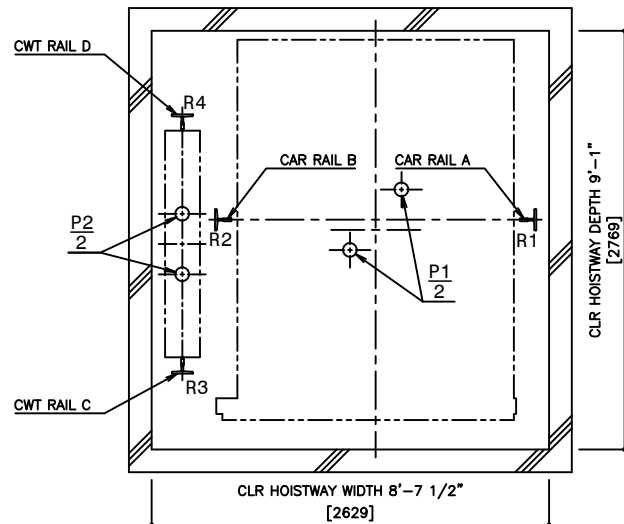 CWT RAIL D
R4
CAR RAIL B
CAR RAIL A
P2
2
R2
R1
P1
2
R3
CWT RAIL C
CLR HOISTWAY DEPTH 9'-1"
[2769]
CLR HOISTWAY WIDTH 8'-7 1/2"
[2629]